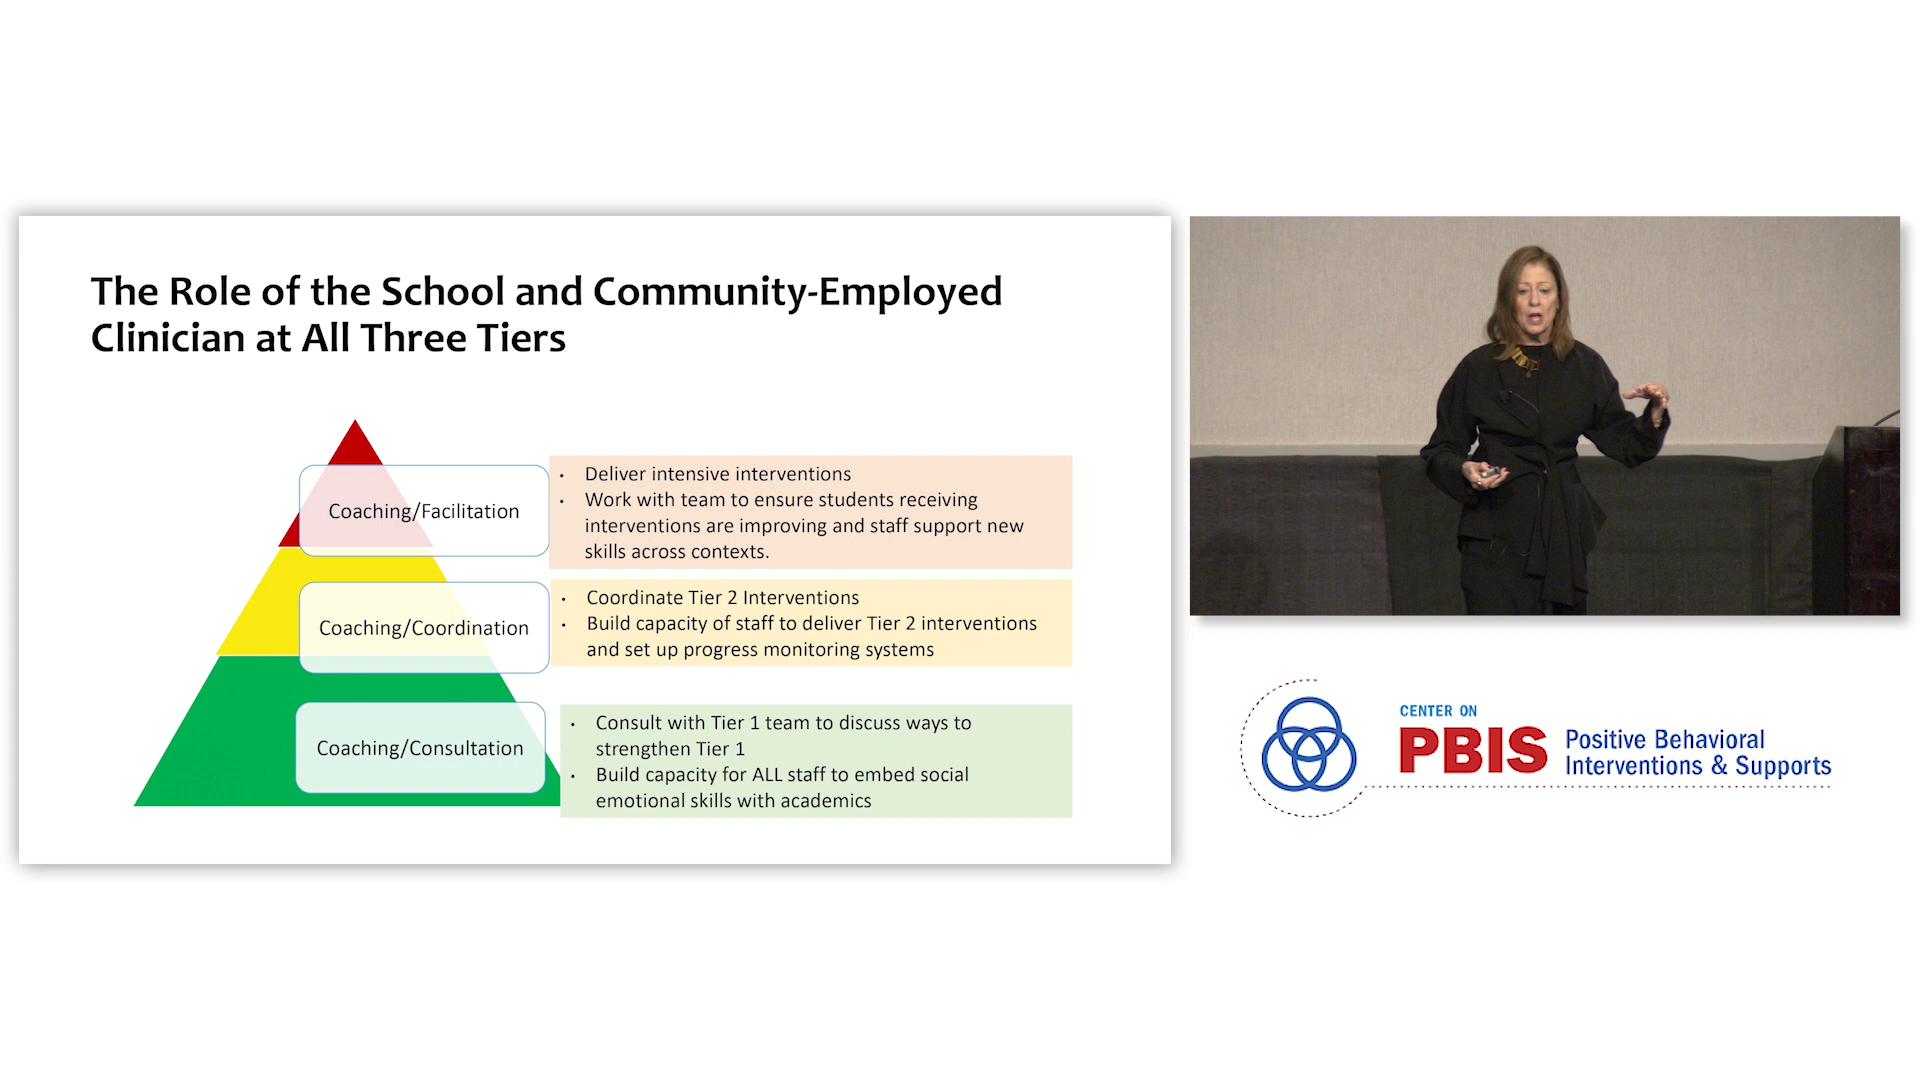 The Role of the School and Community-Employed
Clinician at All Three Tiers
Coaching/Facilitation
• Deliver intensive interventions
• Work with team to ensure students receiving
interventions are improving and staff support new
skills across contexts.
Coaching/Coordination
• Coordinate Tier 2 Interventions
• Build capacity of staff to deliver Tier 2 interventions
and set up progress monitoring systems
Coaching/Consultation
• Consult with Tier 1 team to discuss ways to
strengthen Tier 1
• Build capacity for ALL staff to embed social
emotional skills with academics
CENTER ON
PBIS
Positive Behavioral
Interventions & Supports